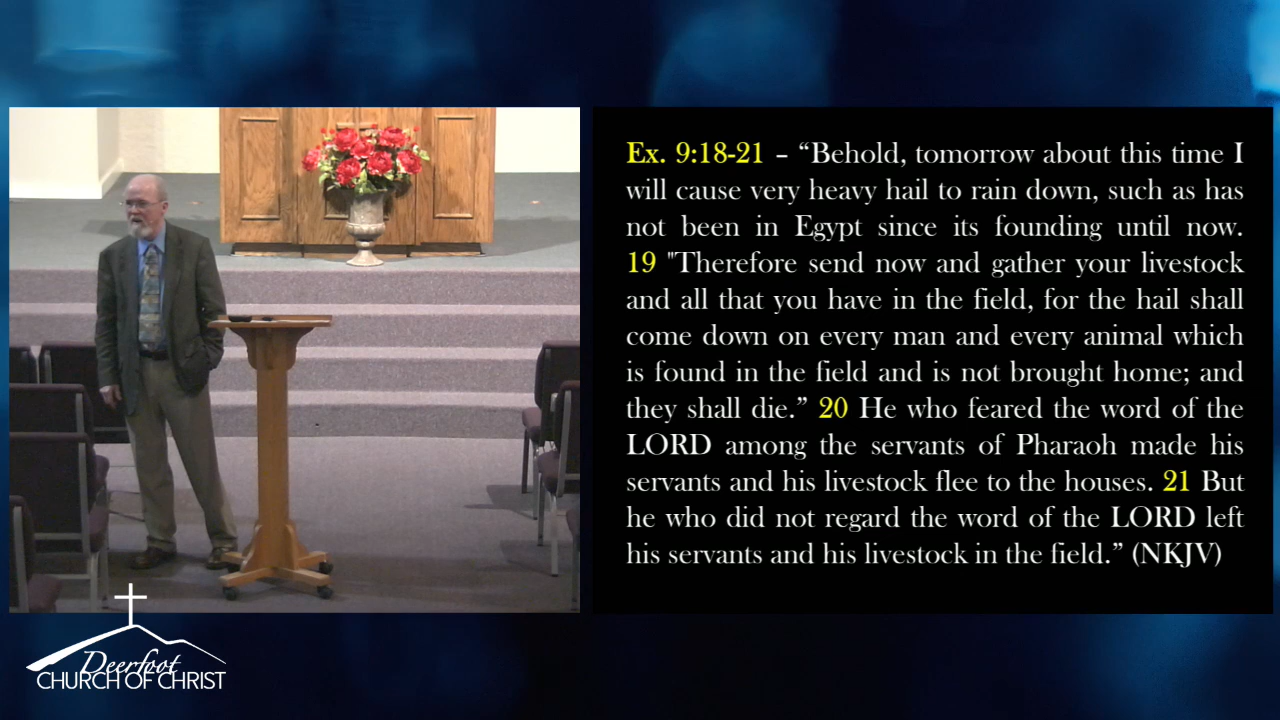 Ex. 9:18-21 – “Behold, tomorrow about this time I
will cause very heavy hail to rain down, such as has
not been in Egypt since its founding until now.
19 "Therefore send now and gather your livestock
and all that you have in the field, for the hail shall
come down on every man and every animal which
is found in the field and is not brought home; and
they shall die.” 20 He who feared the word of the
LORD among the servants of Pharaoh made his
servants and his livestock flee to the houses. 21 But
he who did not regard the word of the LORD left
his servants and his livestock in the field.” (NKJV)
Deerfoot
CHURCH OF CHRIST